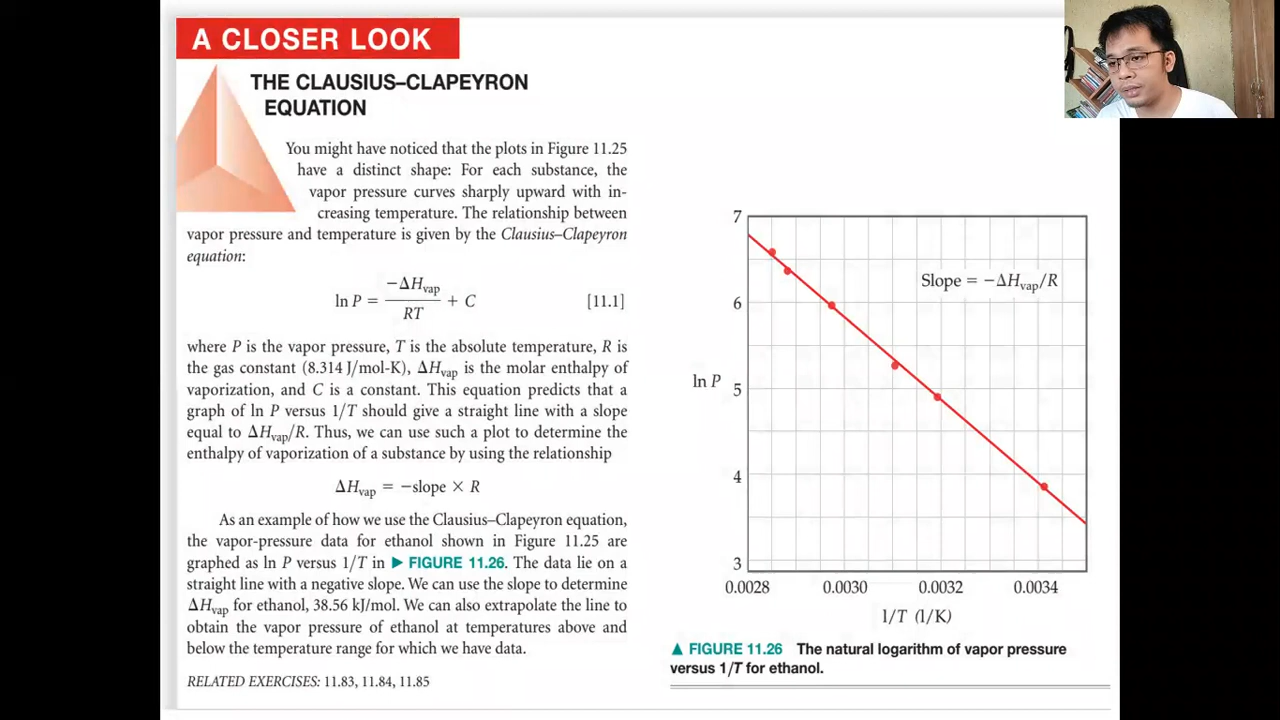 A CLOSER LOOK
THE CLAUSIUS–CLAPEYRON
EQUATION
You might have noticed that the plots in Figure 11.25
have a distinct shape: For each substance, the
vapor pressure curves sharply upward with in-
creasing temperature. The relationship between
vapor pressure and temperature is given by the Clausius–Clapeyron
equation:
ln P = −ΔHvap / RT + C [11.1]
where P is the vapor pressure, T is the absolute temperature, R is
the gas constant (8.314 J/mol-K), ΔHvap is the molar enthalpy of
vaporization, and C is a constant. This equation predicts that a
graph of ln P versus 1/T should give a straight line with a slope
equal to ΔHvap/R. Thus, we can use such a plot to determine the
enthalpy of vaporization of a substance by using the relationship
ΔHvap = −slope × R
As an example of how we use the Clausius–Clapeyron equation,
the vapor-pressure data for ethanol shown in Figure 11.25 are
graphed as ln P versus 1/T in ▶ FIGURE 11.26. The data lie on a
straight line with a negative slope. We can use the slope to determine
ΔHvap for ethanol, 38.56 kJ/mol. We can also extrapolate the line to
obtain the vapor pressure of ethanol at temperatures above and
below the temperature range for which we have data.
RELATED EXERCISES: 11.83, 11.84, 11.85
7
Slope = −ΔHvap/R
6
ln P
5
4
3
0.0028 0.0030 0.0032 0.0034
1/T (1/K)
▲ FIGURE 11.26 The natural logarithm of vapor pressure
versus 1/T for ethanol.